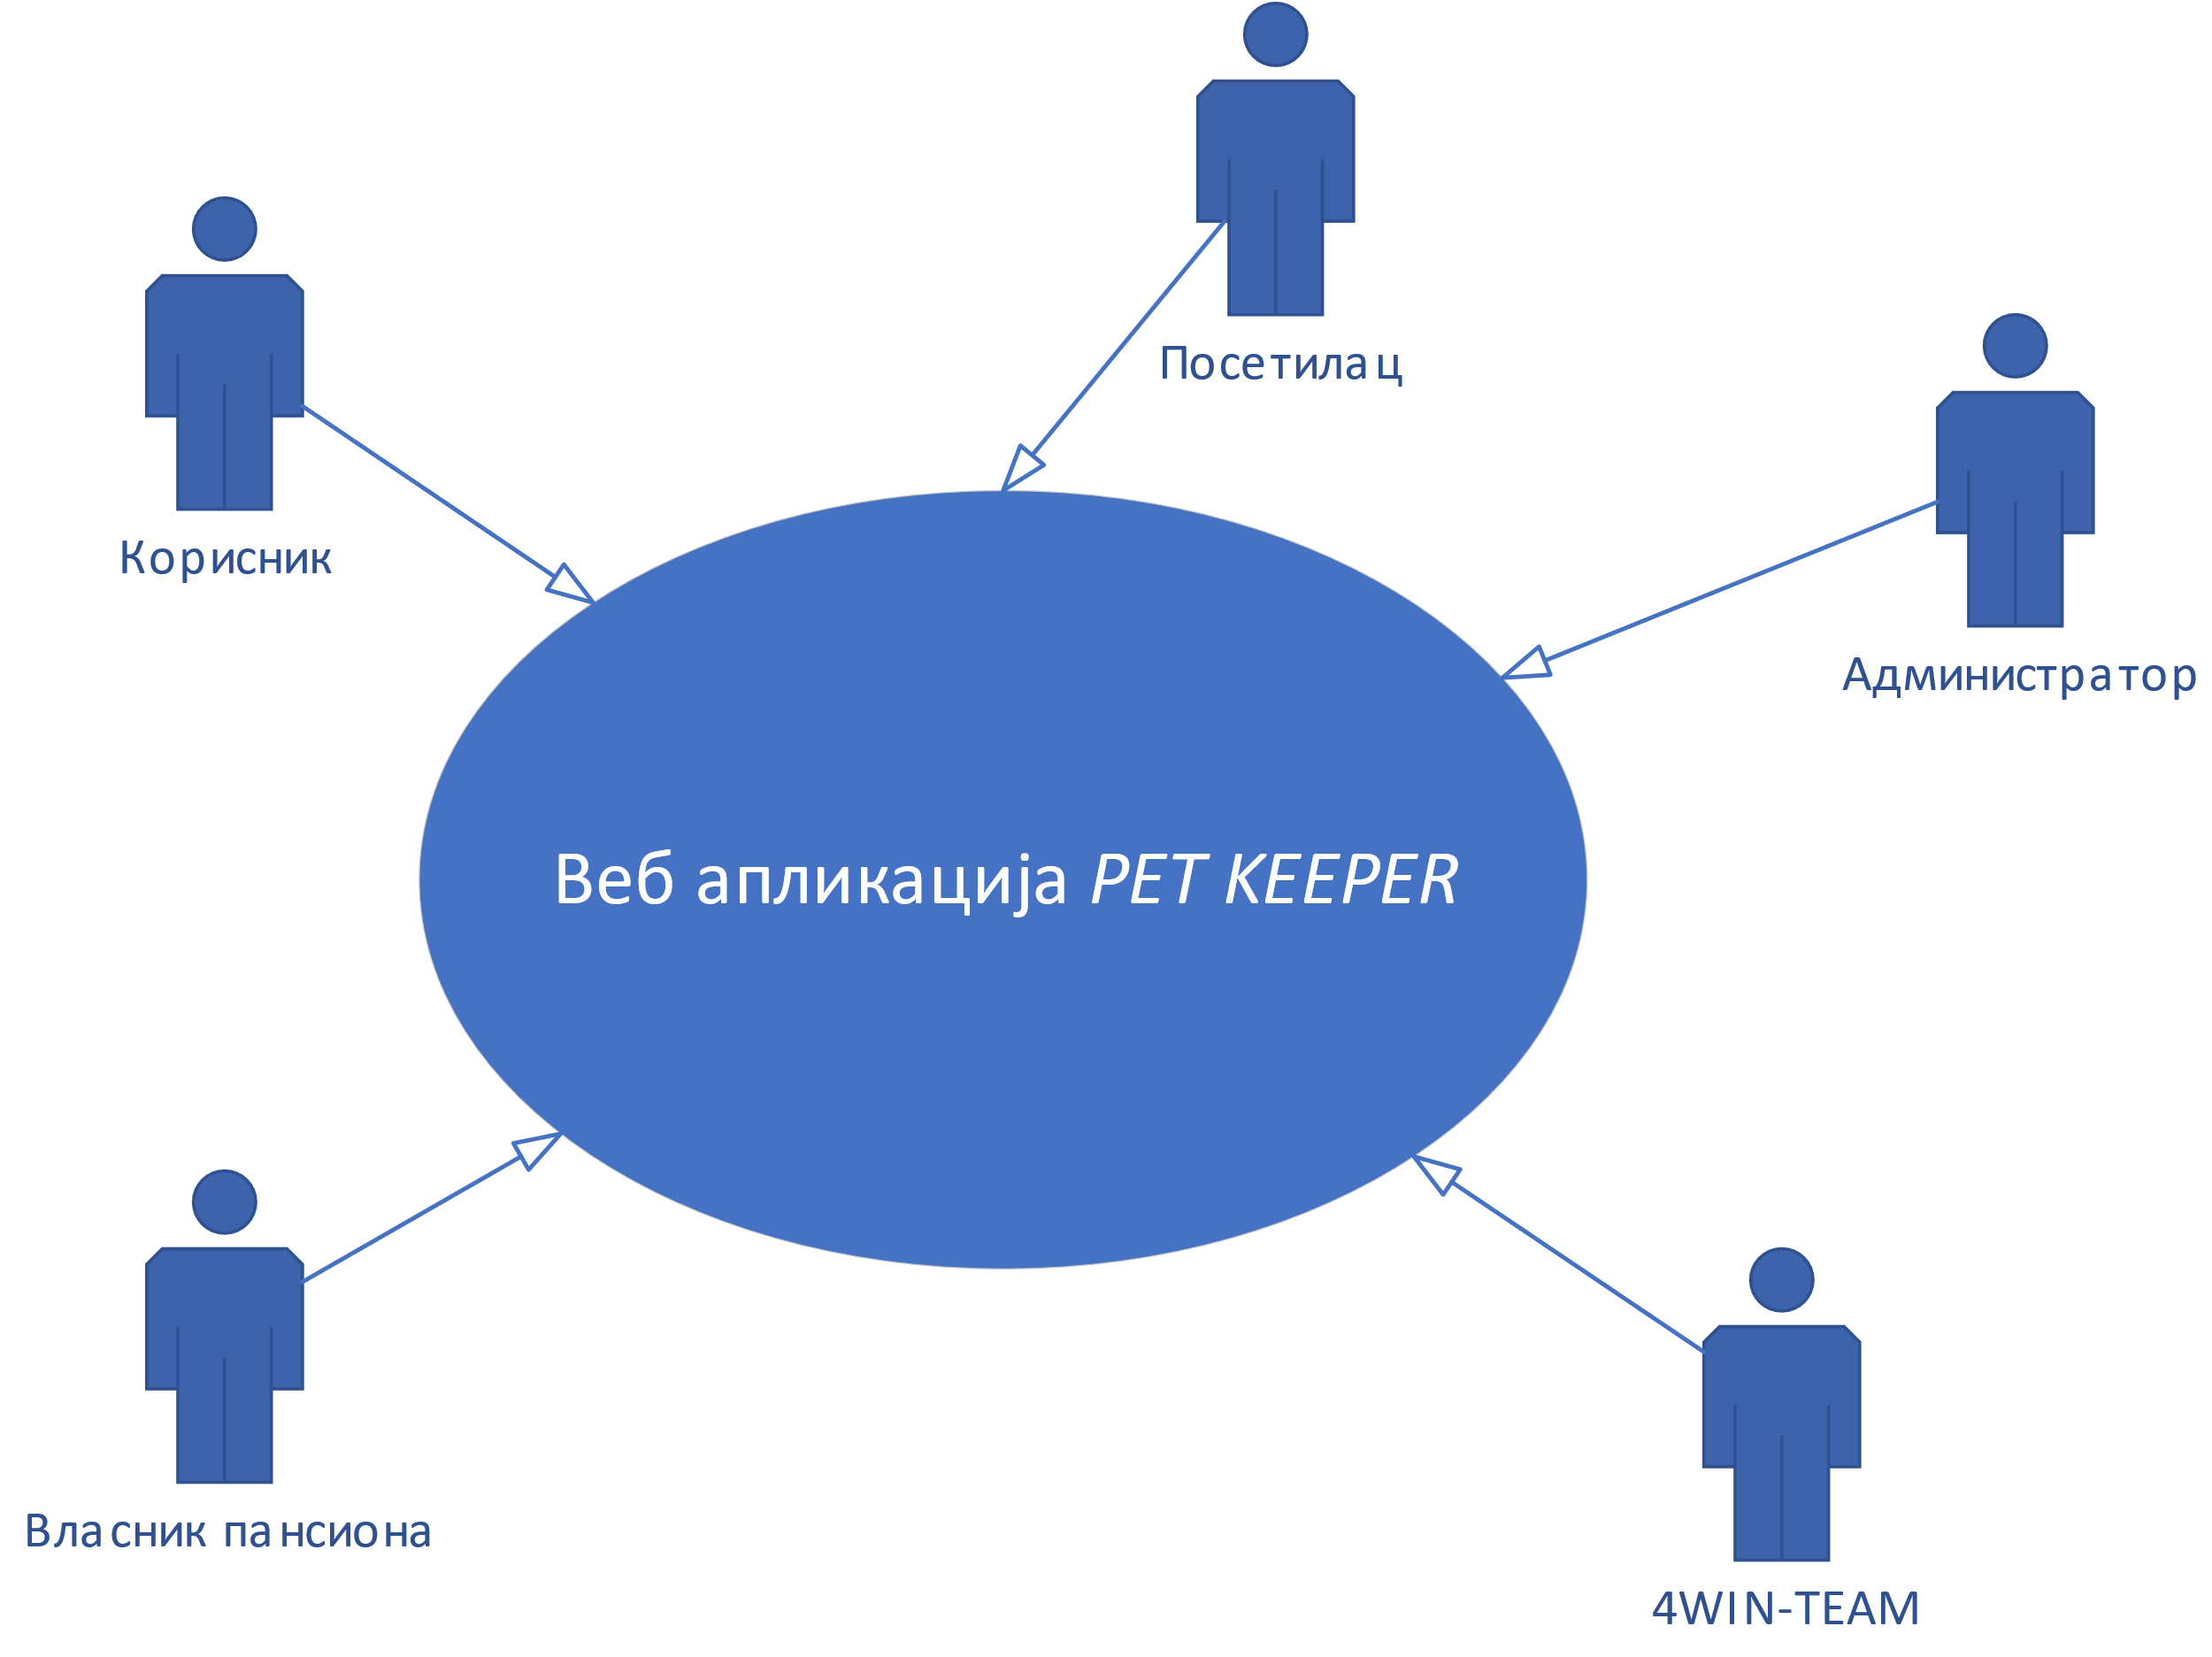 Посетилац
Корисник
Администратор
Веб апликација PET KEEPER
Власник пансиона
4WIN-TEAM